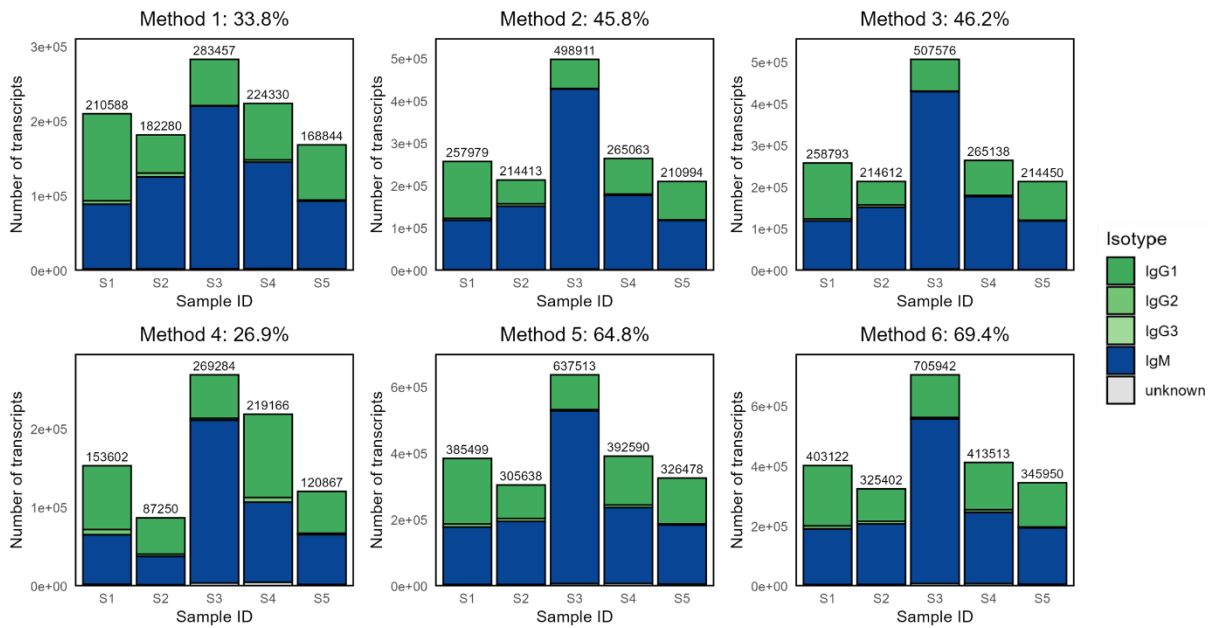 Method 1: 33.8%
Number of transcripts
3e+05
2e+05
1e+05
0e+00
210588
182280
283457
224330
168844
S1 S2 S3 S4 S5
Sample ID
Method 2: 45.8%
Number of transcripts
5e+05
4e+05
3e+05
2e+05
1e+05
0e+00
257979
214413
498911
265063
210994
S1 S2 S3 S4 S5
Sample ID
Method 3: 46.2%
Number of transcripts
5e+05
4e+05
3e+05
2e+05
1e+05
0e+00
258793
214612
507576
265138
214450
S1 S2 S3 S4 S5
Sample ID
Method 4: 26.9%
Number of transcripts
2e+05
1e+05
0e+00
153602
87250
269284
219166
120867
S1 S2 S3 S4 S5
Sample ID
Method 5: 64.8%
Number of transcripts
6e+05
4e+05
2e+05
0e+00
385499
305638
637513
392590
326478
S1 S2 S3 S4 S5
Sample ID
Method 6: 69.4%
Number of transcripts
6e+05
4e+05
2e+05
0e+00
403122
325402
705942
413513
345950
S1 S2 S3 S4 S5
Sample ID
Isotype
IgG1
IgG2
IgG3
IgM
unknown